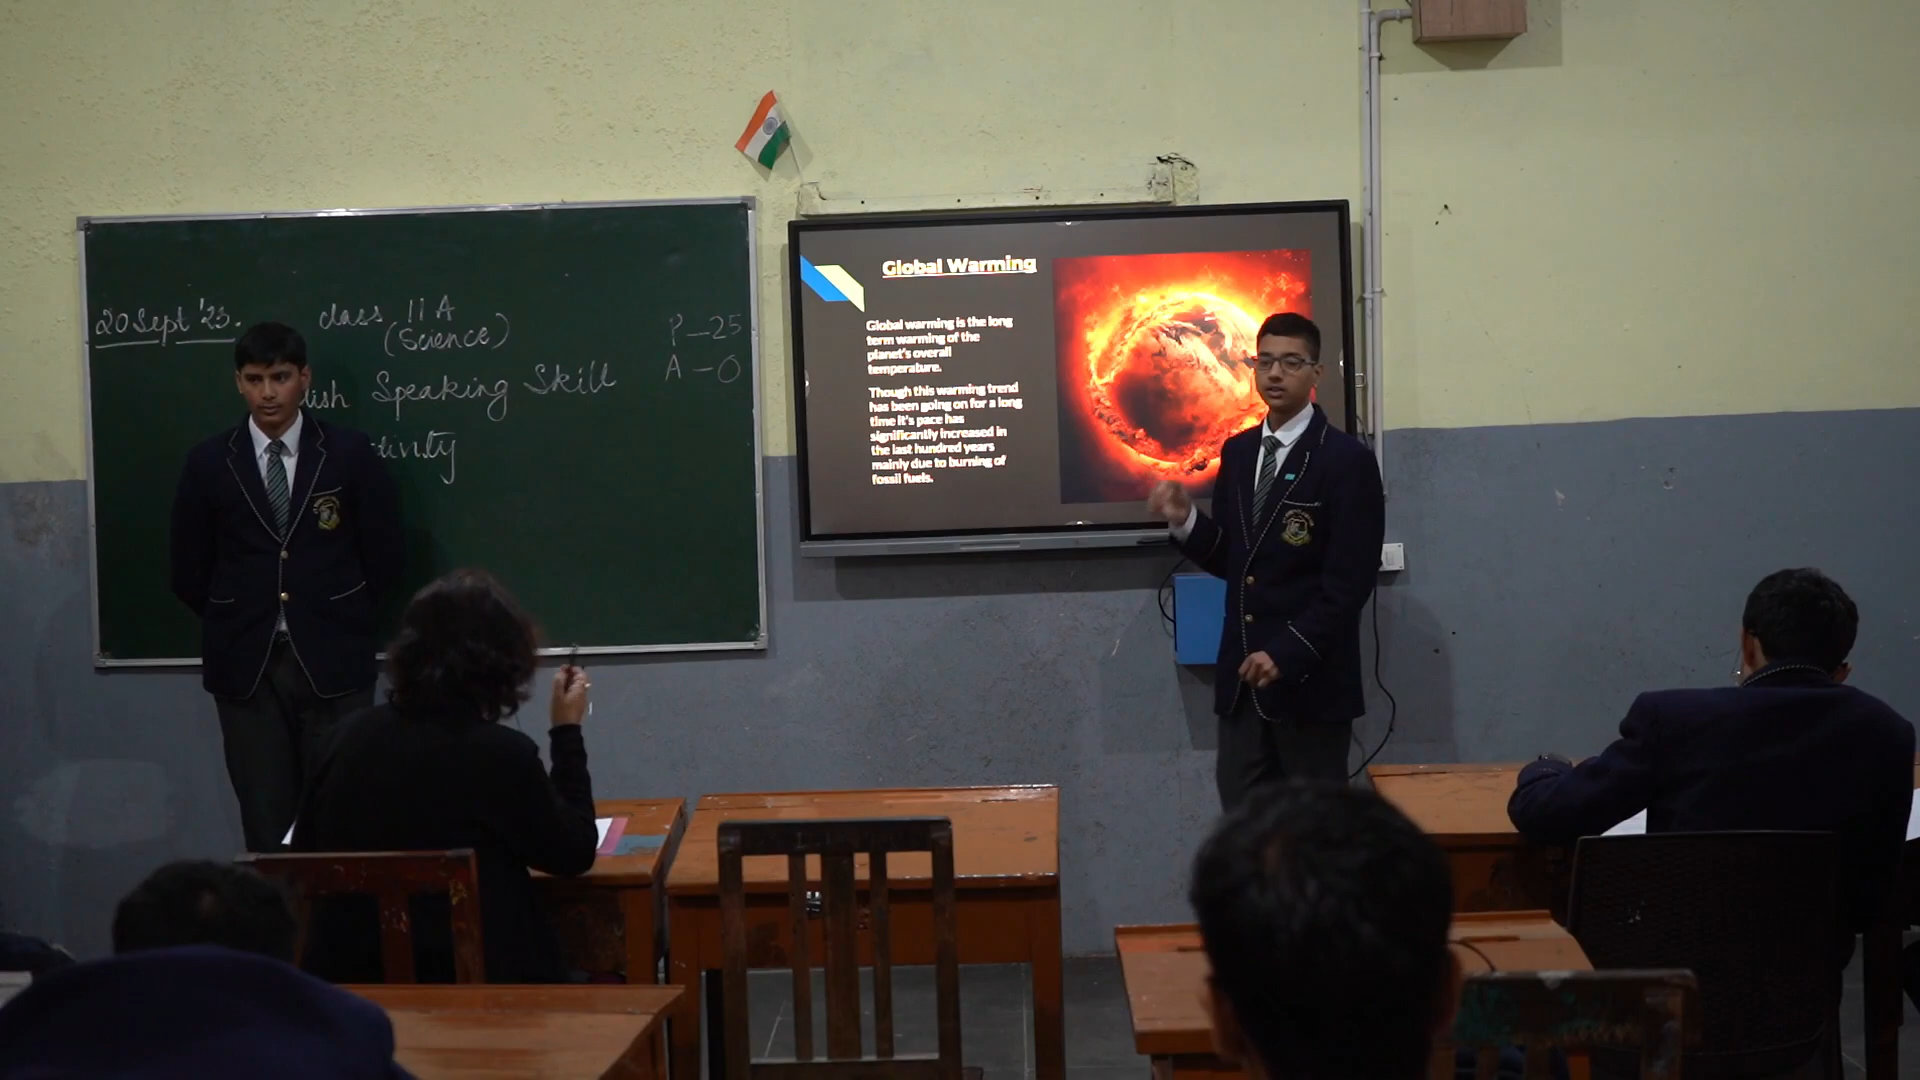 20 Sept '23.
class 11 A
(Science)
P - 25
A - 0
lish Speaking Skill
ctivity
Global Warming
Global warming is the long
term warming of the
planet's overall
temperature.
Though this warming trend
has been going on for a long
time it's pace has
significantly increased in
the last hundred years
mainly due to burning of
fossil fuels.